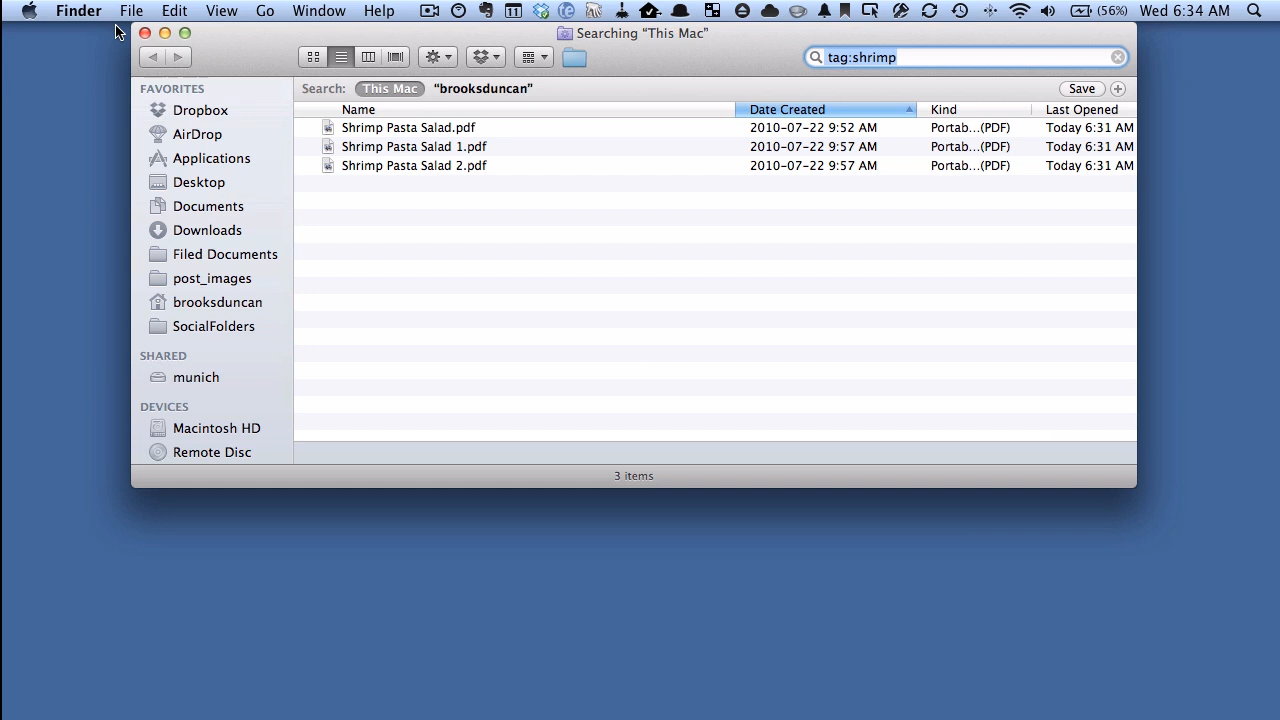 Finder File Edit View Go Window Help 11 (56%) Wed 6:34 AM
Searching "This Mac"
tag:shrimp
Search: This Mac "brooksduncan" Save
Name Date Created Kind Last Opened
Shrimp Pasta Salad.pdf 2010-07-22 9:52 AM Portab...(PDF) Today 6:31 AM
Shrimp Pasta Salad 1.pdf 2010-07-22 9:57 AM Portab...(PDF) Today 6:31 AM
Shrimp Pasta Salad 2.pdf 2010-07-22 9:57 AM Portab...(PDF) Today 6:31 AM
FAVORITES
Dropbox
AirDrop
Applications
Desktop
Documents
Downloads
Filed Documents
post_images
brooksduncan
SocialFolders
SHARED
munich
DEVICES
Macintosh HD
Remote Disc
3 items